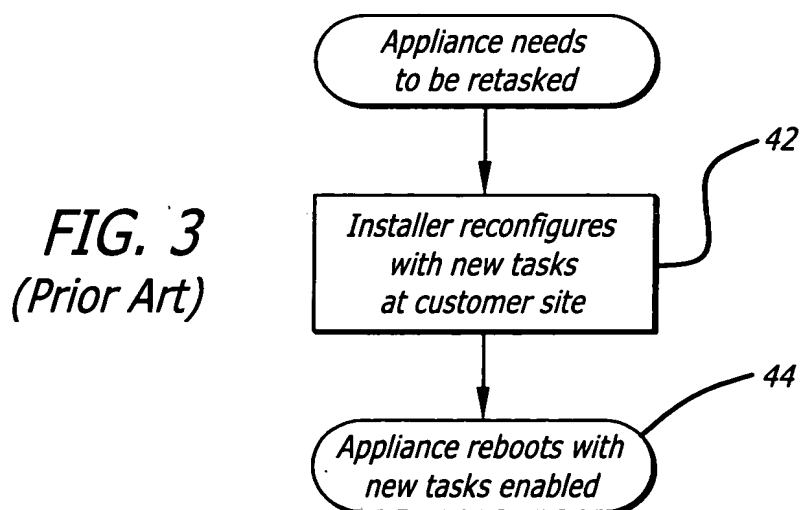 Appliance needs
to be retasked
42
Installer reconfigures
with new tasks
at customer site
FIG. 3
(Prior Art)
44
Appliance reboots with
new tasks enabled